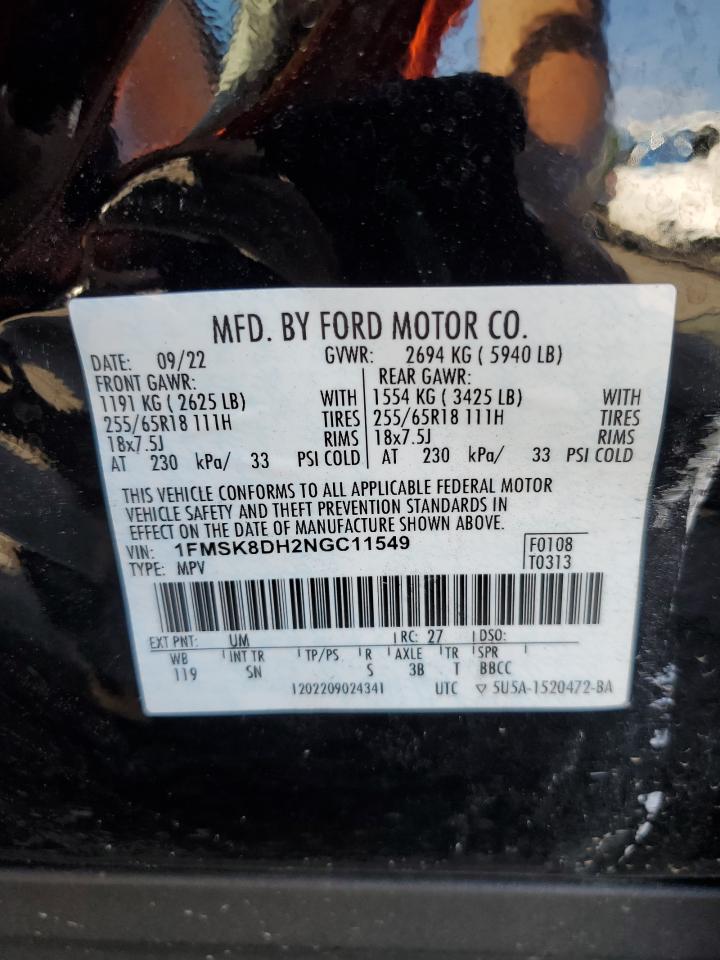 MFD. BY FORD MOTOR CO.
DATE: 09/22 GVWR: 2694 KG ( 5940 LB)
FRONT GAWR: REAR GAWR:
1191 KG ( 2625 LB) WITH 1554 KG ( 3425 LB) WITH
255/65R18 111H TIRES 255/65R18 111H TIRES
18x7.5J RIMS 18x7.5J RIMS
AT 230 kPa/ 33 PSI COLD AT 230 kPa/ 33 PSI COLD
THIS VEHICLE CONFORMS TO ALL APPLICABLE FEDERAL MOTOR
VEHICLE SAFETY AND THEFT PREVENTION STANDARDS IN
EFFECT ON THE DATE OF MANUFACTURE SHOWN ABOVE.
VIN: 1FMSK8DH2NGC11549 F0108
TYPE: MPV T0313
EXT PNT: UM RC: 27 DSO:
WB INT TR TP/PS R AXLE TR SPR
119 SN S 3B T BBCC
1202209024341 UTC ▽ 5U5A-1520472-BA